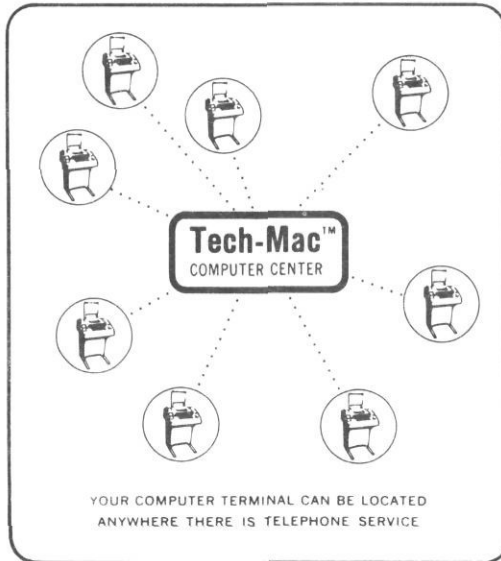 Tech-Mac™
COMPUTER CENTER
YOUR COMPUTER TERMINAL CAN BE LOCATED
ANYWHERE THERE IS TELEPHONE SERVICE